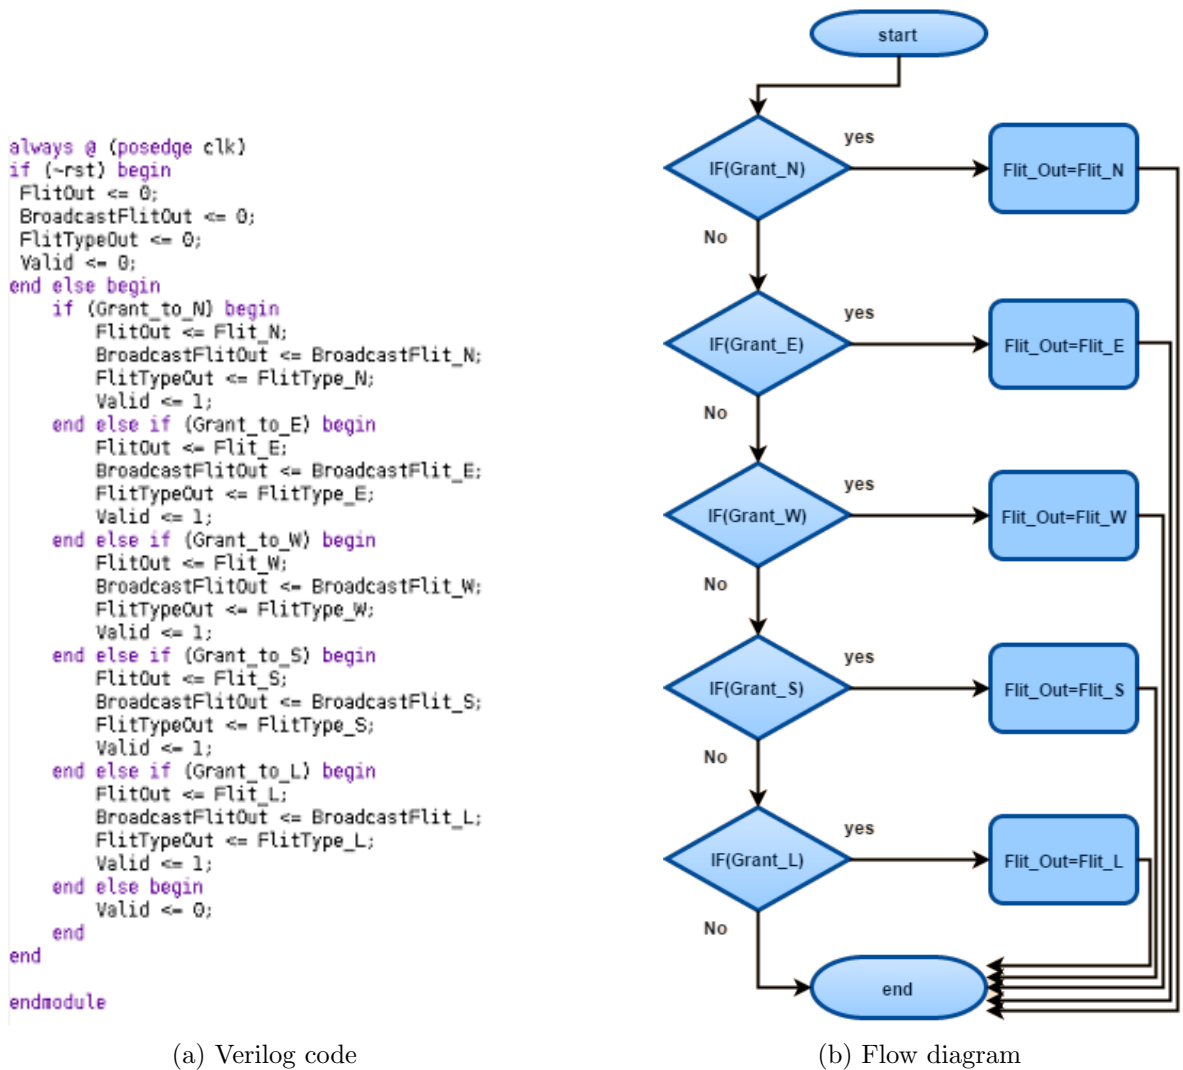 always @ (posedge clk)
if (~rst) begin
FlitOut <= 0;
BroadcastFlitOut <= 0;
FlitTypeOut <= 0;
Valid <= 0;
end else begin
if (Grant_to_N) begin
FlitOut <= Flit_N;
BroadcastFlitOut <= BroadcastFlit_N;
FlitTypeOut <= FlitType_N;
Valid <= 1;
end else if (Grant_to_E) begin
FlitOut <= Flit_E;
BroadcastFlitOut <= BroadcastFlit_E;
FlitTypeOut <= FlitType_E;
Valid <= 1;
end else if (Grant_to_W) begin
FlitOut <= Flit_W;
BroadcastFlitOut <= BroadcastFlit_W;
FlitTypeOut <= FlitType_W;
Valid <= 1;
end else if (Grant_to_S) begin
FlitOut <= Flit_S;
BroadcastFlitOut <= BroadcastFlit_S;
FlitTypeOut <= FlitType_S;
Valid <= 1;
end else if (Grant_to_L) begin
FlitOut <= Flit_L;
BroadcastFlitOut <= BroadcastFlit_L;
FlitTypeOut <= FlitType_L;
Valid <= 1;
end else begin
Valid <= 0;
end
end
endmodule
(a) Verilog code
start
IF(Grant_N)
yes
Flit_Out=Flit_N
No
IF(Grant_E)
yes
Flit_Out=Flit_E
No
IF(Grant_W)
yes
Flit_Out=Flit_W
No
IF(Grant_S)
yes
Flit_Out=Flit_S
No
IF(Grant_L)
yes
Flit_Out=Flit_L
No
end
(b) Flow diagram